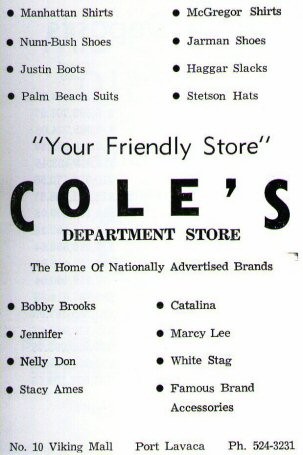 • Manhattan Shirts • McGregor Shirts
• Nunn-Bush Shoes • Jarman Shoes
• Justin Boots • Haggar Slacks
• Palm Beach Suits • Stetson Hats
"Your Friendly Store"
COLE'S
DEPARTMENT STORE
The Home Of Nationally Advertised Brands
• Bobby Brooks • Catalina
• Jennifer • Marcy Lee
• Nelly Don • White Stag
• Stacy Ames • Famous Brand
Accessories
No. 10 Viking Mall Port Lavaca Ph. 524-3231